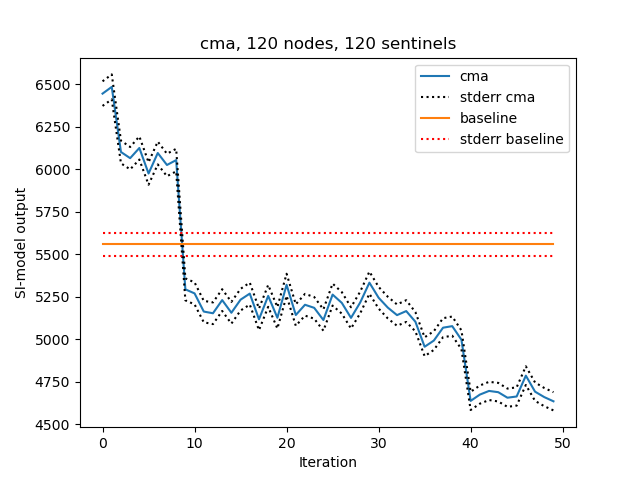 cma, 120 nodes, 120 sentinels
cma
stderr cma
baseline
stderr baseline
SI-model output
6500
6250
6000
5750
5500
5250
5000
4750
4500
0 10 20 30 40 50
Iteration